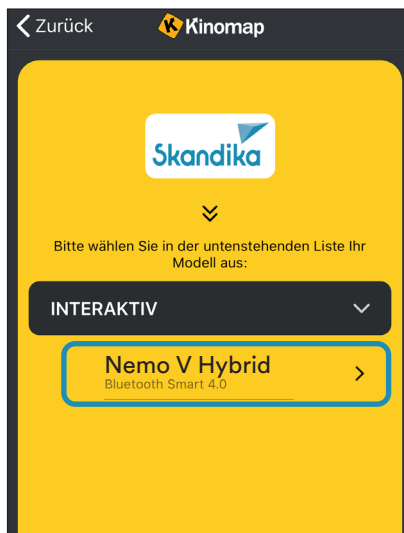 Zurück
Kinomap
Skandika
Bitte wählen Sie in der untenstehenden Liste Ihr
Modell aus:
INTERAKTIV
Nemo V Hybrid
Bluetooth Smart 4.0